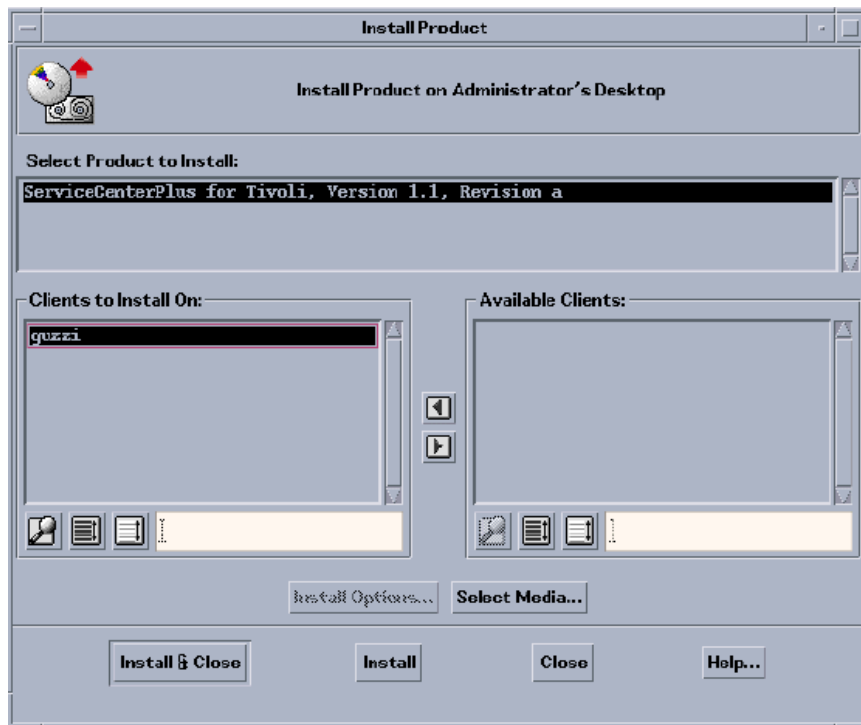 Install Product
Install Product on Administrator's Desktop
Select Product to Install:
ServiceCenterPlus for Tivoli, Version 1.1, Revision a
Clients to Install On:
Available Clients:
guzzi
Install Options...
Select Media...
Install & Close
Install
Close
Help...